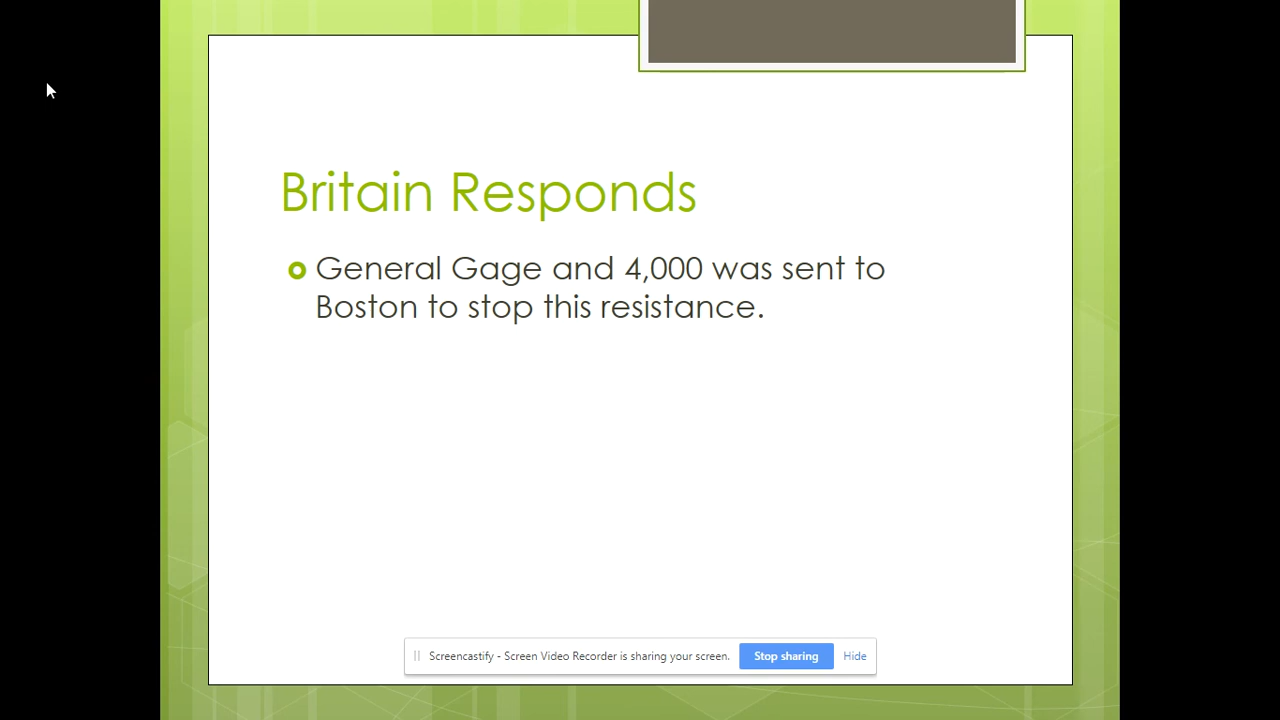 Britain Responds
General Gage and 4,000 was sent to
Boston to stop this resistance.
Screencastify - Screen Video Recorder is sharing your screen. Stop sharing Hide